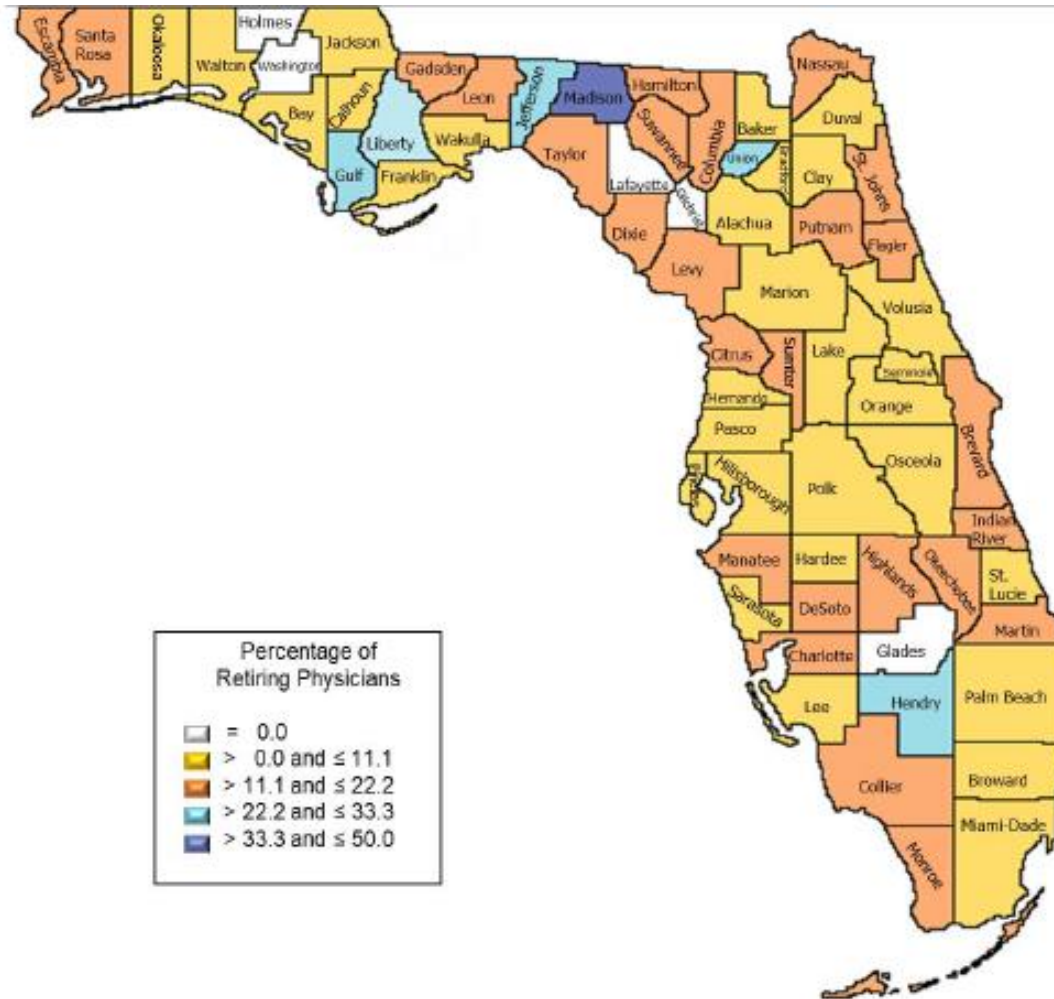 Escambia
Santa
Rosa
Okaloosa
Walton
Holmes
Washington
Jackson
Bay
Calhoun
Gulf
Liberty
Franklin
Gadsden
Leon
Wakulla
Jefferson
Madison
Taylor
Hamilton
Suwannee
Lafayette
Dixie
Gilchrist
Columbia
Levy
Baker
Union
Bradford
Alachua
Nassau
Duval
Clay
St. Johns
Putnam
Flagler
Marion
Volusia
Citrus
Sumter
Lake
Seminole
Hernando
Orange
Pasco
Brevard
Osceola
Pinellas
Hillsborough
Polk
Indian
River
Manatee
Hardee
Highlands
Okeechobee
St.
Lucie
Sarasota
DeSoto
Martin
Charlotte
Glades
Lee
Hendry
Palm Beach
Collier
Broward
Miami-Dade
Monroe
Percentage of
Retiring Physicians
= 0.0
> 0.0 and ≤ 11.1
> 11.1 and ≤ 22.2
> 22.2 and ≤ 33.3
> 33.3 and ≤ 50.0